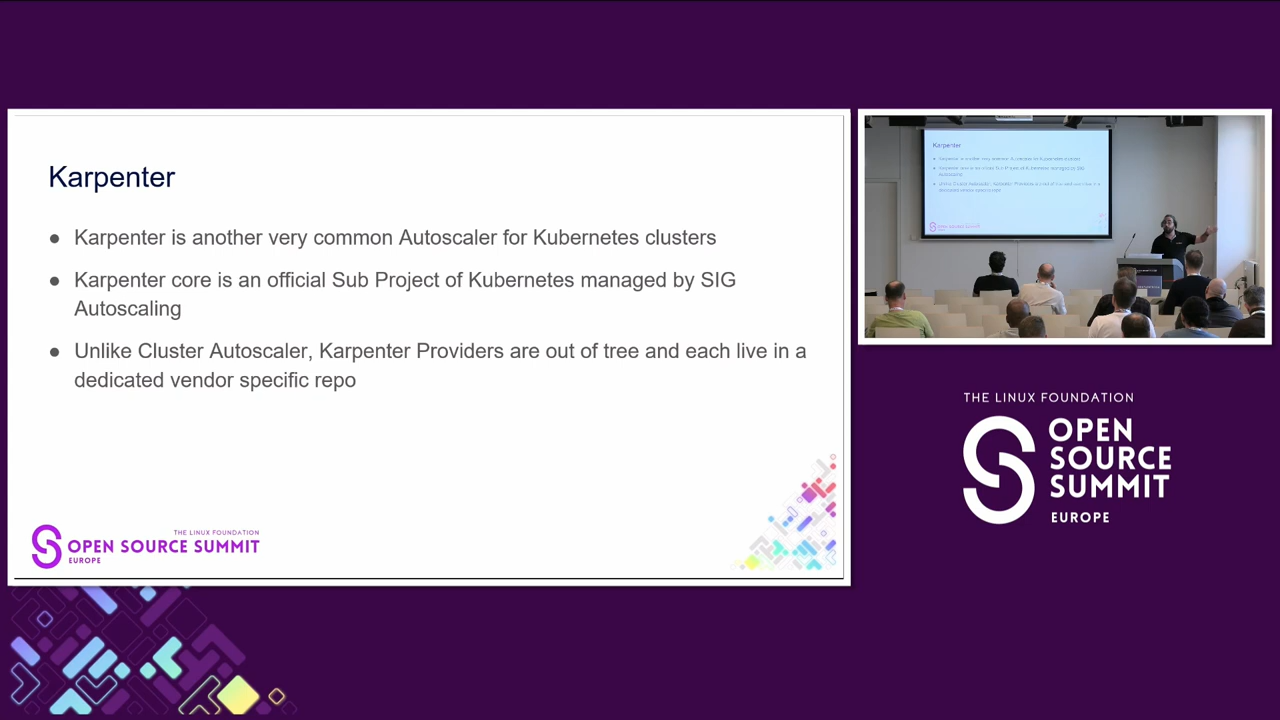 Karpenter
● Karpenter is another very common Autoscaler for Kubernetes clusters
● Karpenter core is an official Sub Project of Kubernetes managed by SIG
Autoscaling
● Unlike Cluster Autoscaler, Karpenter Providers are out of tree and each live in a
dedicated vendor specific repo
THE LINUX FOUNDATION
OPEN SOURCE SUMMIT
EUROPE
Karpenter
THE LINUX FOUNDATION
OPEN
SOURCE
SUMMIT
EUROPE